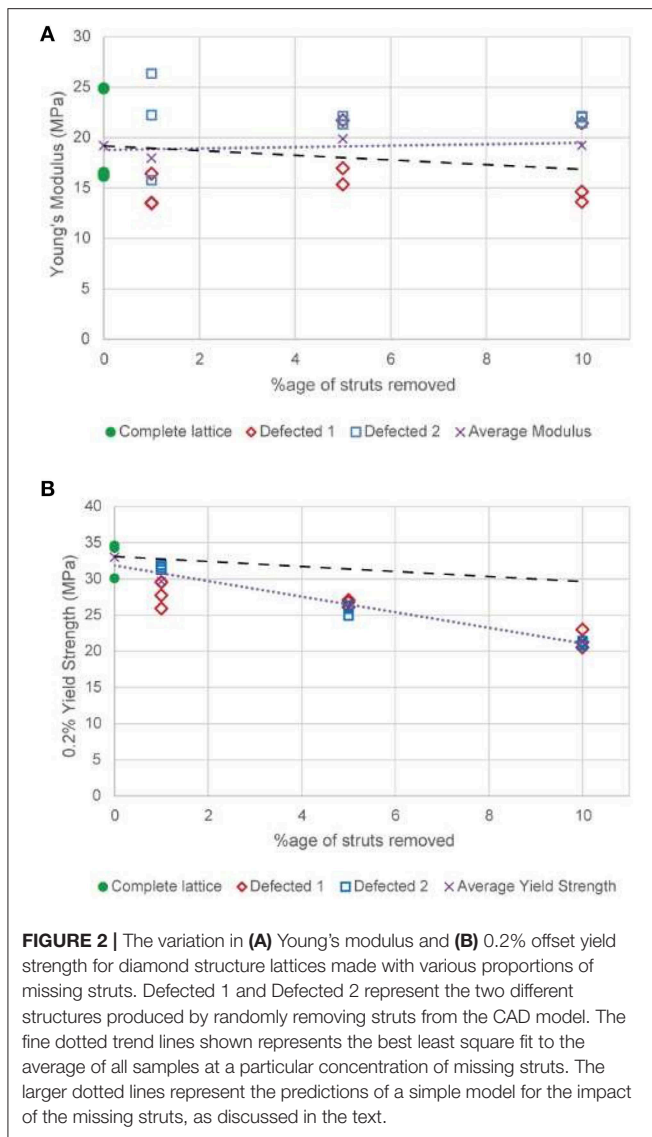 A
30
25
20
15
10
5
0
Young's Modulus (MPa)
0 2 4 6 8 10
%age of struts removed
Complete lattice Defected 1 Defected 2 Average Modulus
B
40
35
30
25
20
15
10
5
0
0.2% Yield Strength (MPa)
0 2 4 6 8 10
%age of struts removed
Complete lattice Defected 1 Defected 2 Average Yield Strength
FIGURE 2 | The variation in (A) Young's modulus and (B) 0.2% offset yield
strength for diamond structure lattices made with various proportions of
missing struts. Defected 1 and Defected 2 represent the two different
structures produced by randomly removing struts from the CAD model. The
fine dotted trend lines shown represents the best least square fit to the
average of all samples at a particular concentration of missing struts. The
larger dotted lines represent the predictions of a simple model for the impact
of the missing struts, as discussed in the text.